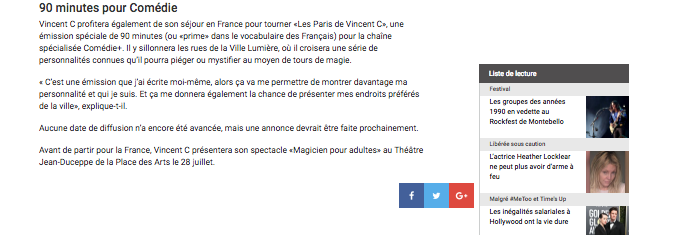 90 minutes pour Comédie
Vincent C profitera également de son séjour en France pour tourner «Les Paris de Vincent C», une
émission spéciale de 90 minutes (ou «prime» dans le vocabulaire des Français) pour la chaîne
spécialisée Comédie+. Il y sillonnera les rues de la Ville Lumière, où il croisera une série de
personnalités connues qu'il pourra piéger ou mystifier au moyen de tours de magie.
« C'est une émission que j'ai écrite moi-même, alors ça va me permettre de montrer davantage ma
personnalité et qui je suis. Et ça me donnera également la chance de présenter mes endroits préférés
de la ville», explique-t-il.
Aucune date de diffusion n'a encore été avancée, mais une annonce devrait être faite prochainement.
Avant de partir pour la France, Vincent C présentera son spectacle «Magicien pour adultes» au Théâtre
Jean-Duceppe de la Place des Arts le 28 juillet.
f
G+
Liste de lecture
Festival
Les groupes des années
1990 en vedette au
Rockfest de Montebello
Libérée sous caution
L'actrice Heather Locklear
ne peut plus avoir d'arme à
feu
Malgré #MeToo et Time's Up
Les inégalités salariales à
Hollywood ont la vie dure